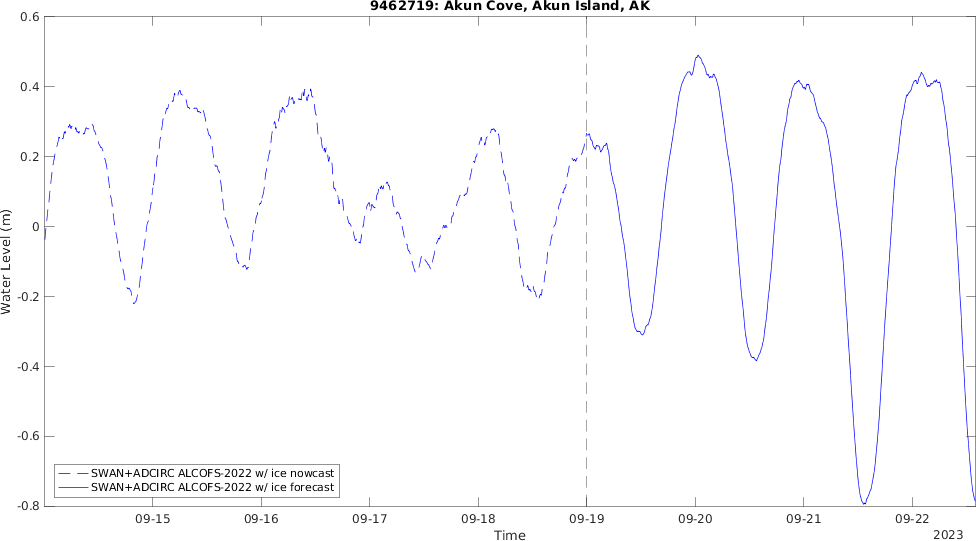 9462719: Akun Cove, Akun Island, AK
0.6
0.4
0.2
0
-0.2
-0.4
-0.6
-0.8
Water Level (m)
SWAN+ADCIRC ALCOFS-2022 w/ ice nowcast
SWAN+ADCIRC ALCOFS-2022 w/ ice forecast
09-15 09-16 09-17 09-18 09-19 09-20 09-21 09-22
Time
2023